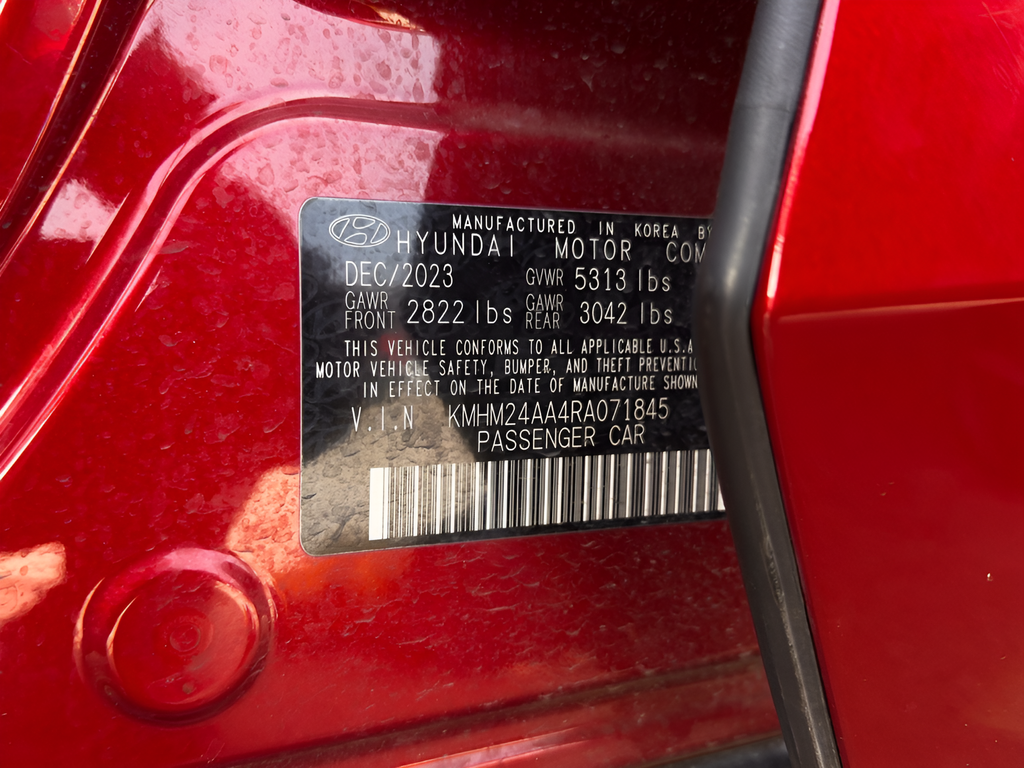 MANUFACTURED IN KOREA BY
HYUNDAI MOTOR COM
DEC/2023 GVWR 5313 lbs
GAWR FRONT 2822 lbs GAWR REAR 3042 lbs
THIS VEHICLE CONFORMS TO ALL APPLICABLE U.S.A
MOTOR VEHICLE SAFETY, BUMPER, AND THEFT PREVENTI
IN EFFECT ON THE DATE OF MANUFACTURE SHOWN
V.I.N KMHM24AA4RA071845
PASSENGER CAR